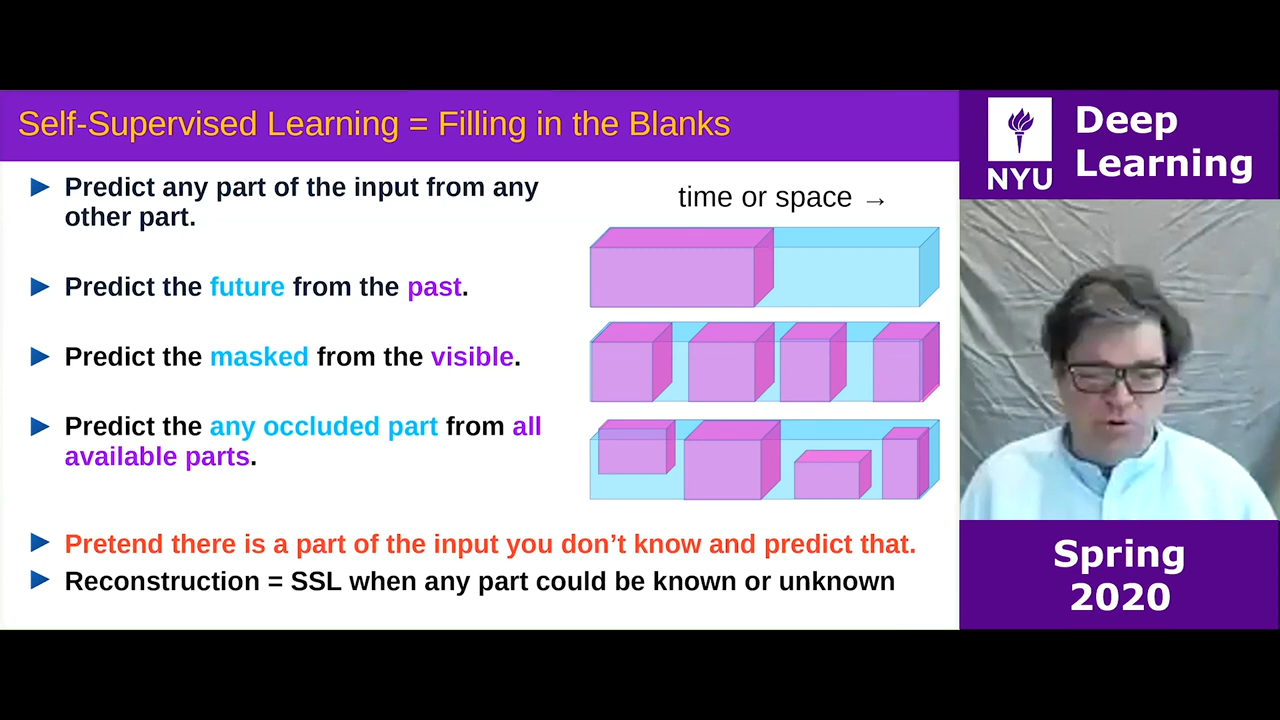 Self-Supervised Learning = Filling in the Blanks
Predict any part of the input from any
other part.
Predict the future from the past.
Predict the masked from the visible.
Predict the any occluded part from all
available parts.
Pretend there is a part of the input you don’t know and predict that.
Reconstruction = SSL when any part could be known or unknown
time or space →
NYU
Deep
Learning
Spring
2020